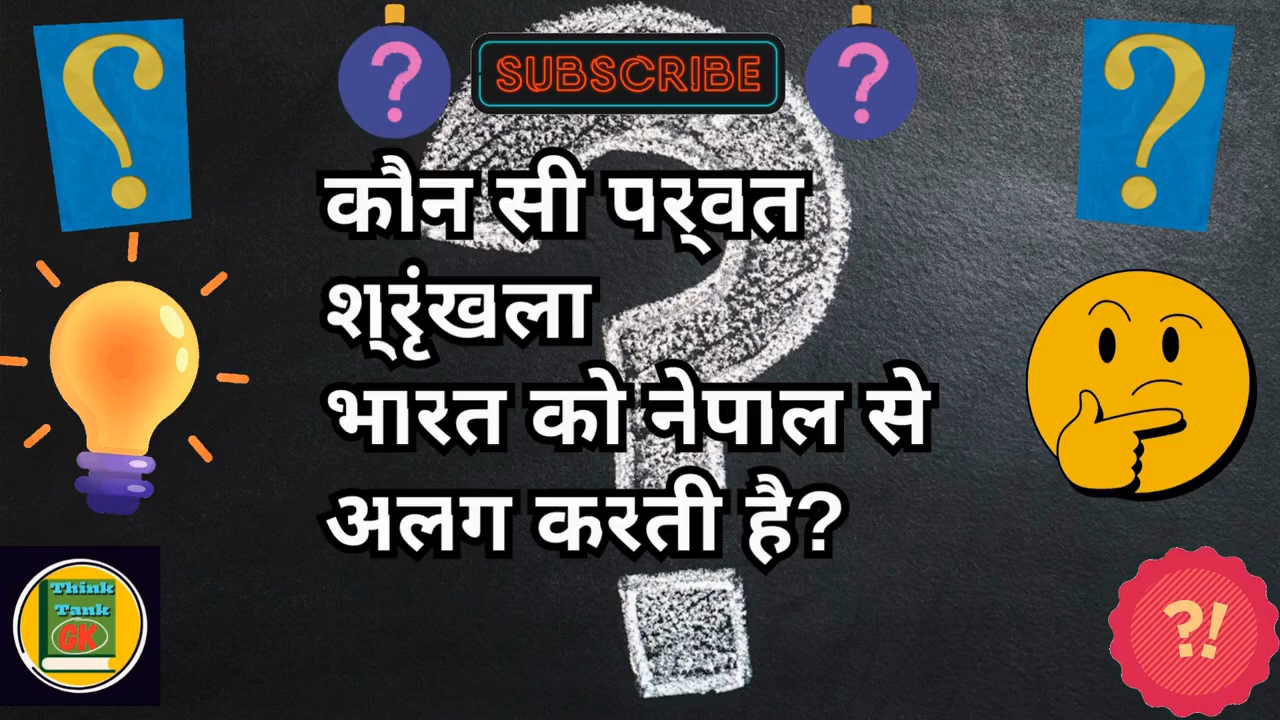 SUBSCRIBE
कौन सी पर्वत
श्रृंखला
भारत को नेपाल से
अलग करती है?
Think
Tank
GK
?!